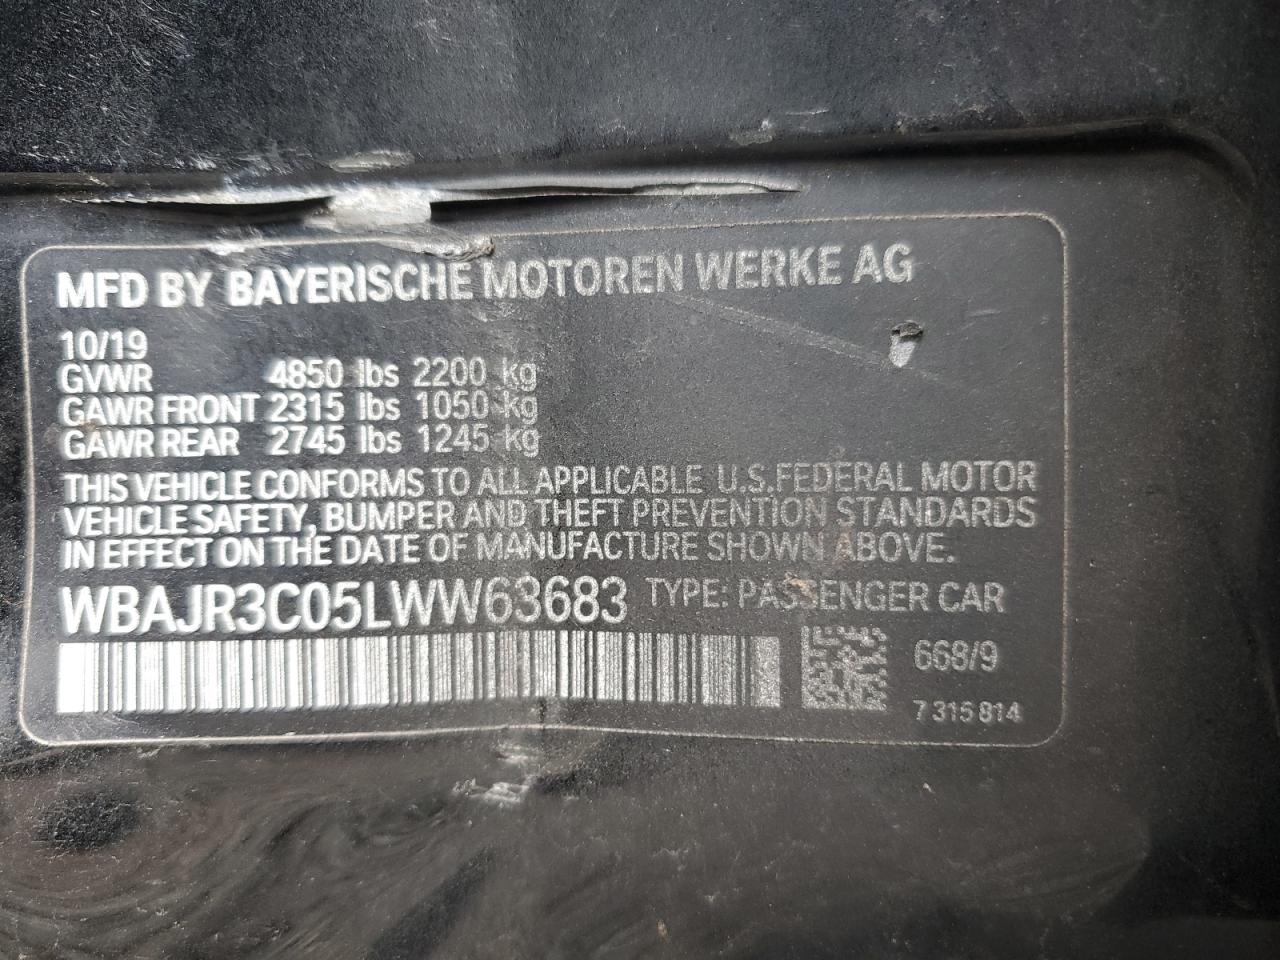 MFD BY BAYERISCHE MOTOREN WERKE AG
10/19
GVWR 4850 lbs 2200 kg
GAWR FRONT 2315 lbs 1050 kg
GAWR REAR 2745 lbs 1245 kg
THIS VEHICLE CONFORMS TO ALL APPLICABLE U.S.FEDERAL MOTOR
VEHICLE SAFETY, BUMPER AND THEFT PREVENTION STANDARDS
IN EFFECT ON THE DATE OF MANUFACTURE SHOWN ABOVE.
WBAJR3C05LWW63683 TYPE: PASSENGER CAR
668/9
7 315 814